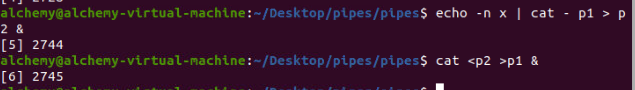 alchemy@alchemy-virtual-machine:~/Desktop/pipes/pipes$ echo -n x | cat - p1 > p
2 &
[5] 2744
alchemy@alchemy-virtual-machine:~/Desktop/pipes/pipes$ cat <p2 >p1 &
[6] 2745